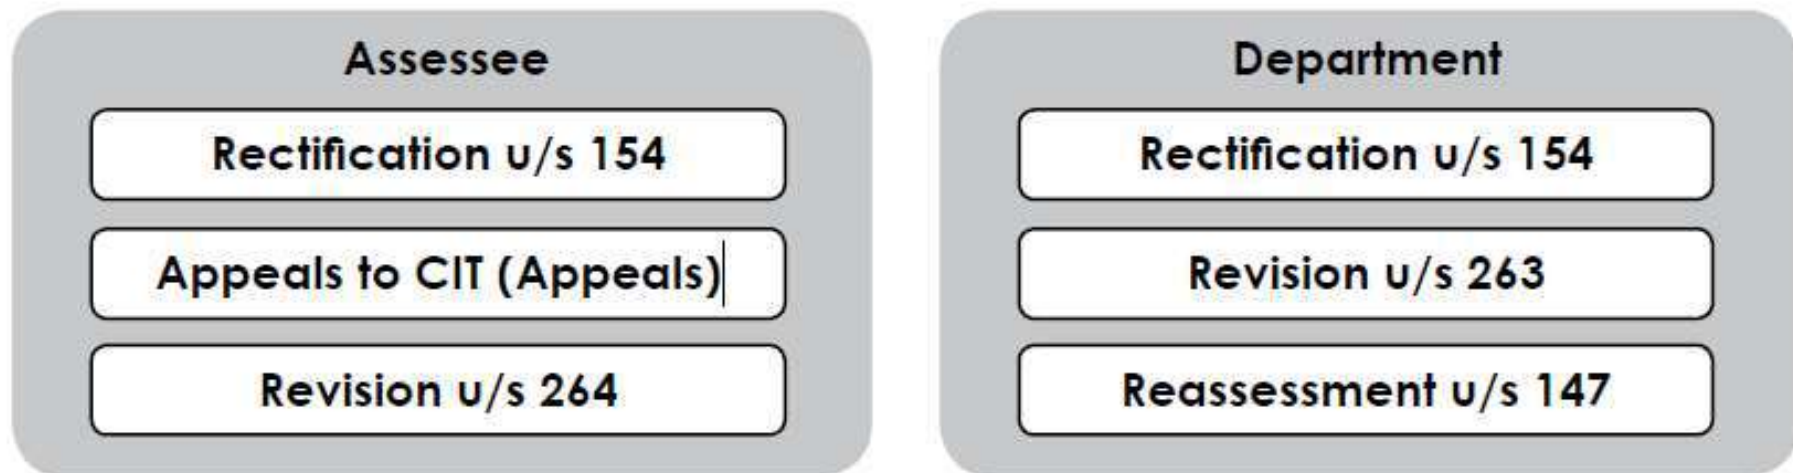 Assessee
Rectification u/s 154
Appeals to CIT (Appeals)
Revision u/s 264
Department
Rectification u/s 154
Revision u/s 263
Reassessment u/s 147